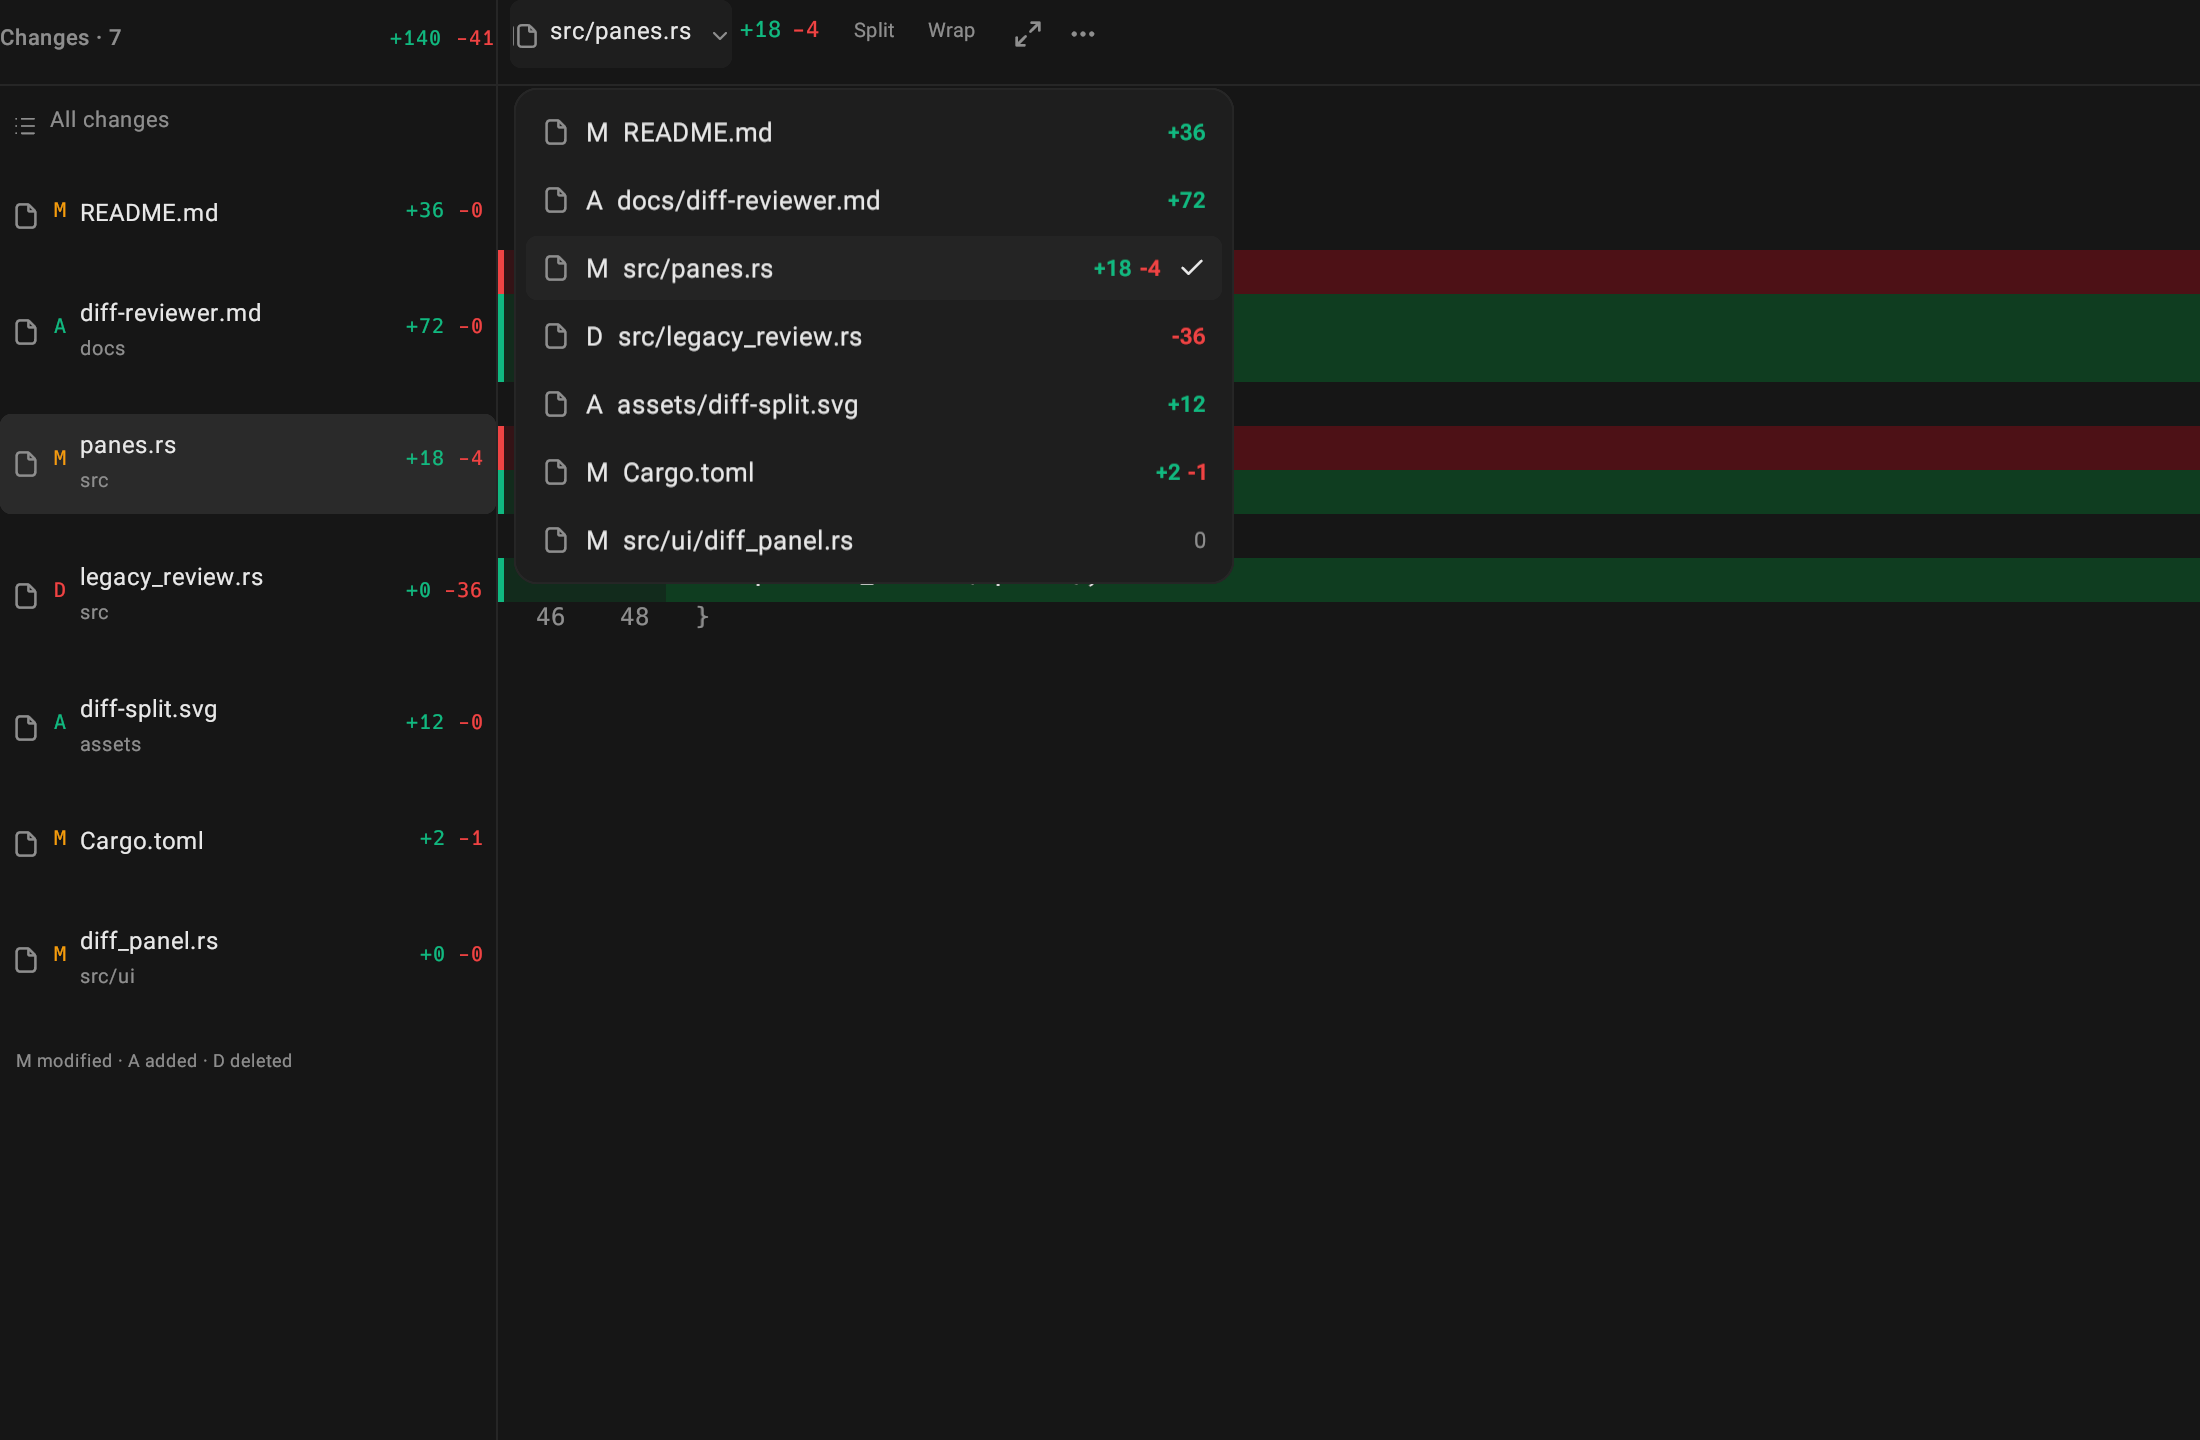 Changes · 7 +140 -41
All changes
M README.md +36 -0
A diff-reviewer.md +72 -0
docs
M panes.rs +18 -4
src
D legacy_review.rs +0 -36
src
A diff-split.svg +12 -0
assets
M Cargo.toml +2 -1
M diff_panel.rs +0 -0
src/ui
M modified · A added · D deleted
src/panes.rs +18 -4 Split Wrap
M README.md +36
A docs/diff-reviewer.md +72
M src/panes.rs +18 -4
D src/legacy_review.rs -36
A assets/diff-split.svg +12
M Cargo.toml +2 -1
M src/ui/diff_panel.rs 0
46 48 }